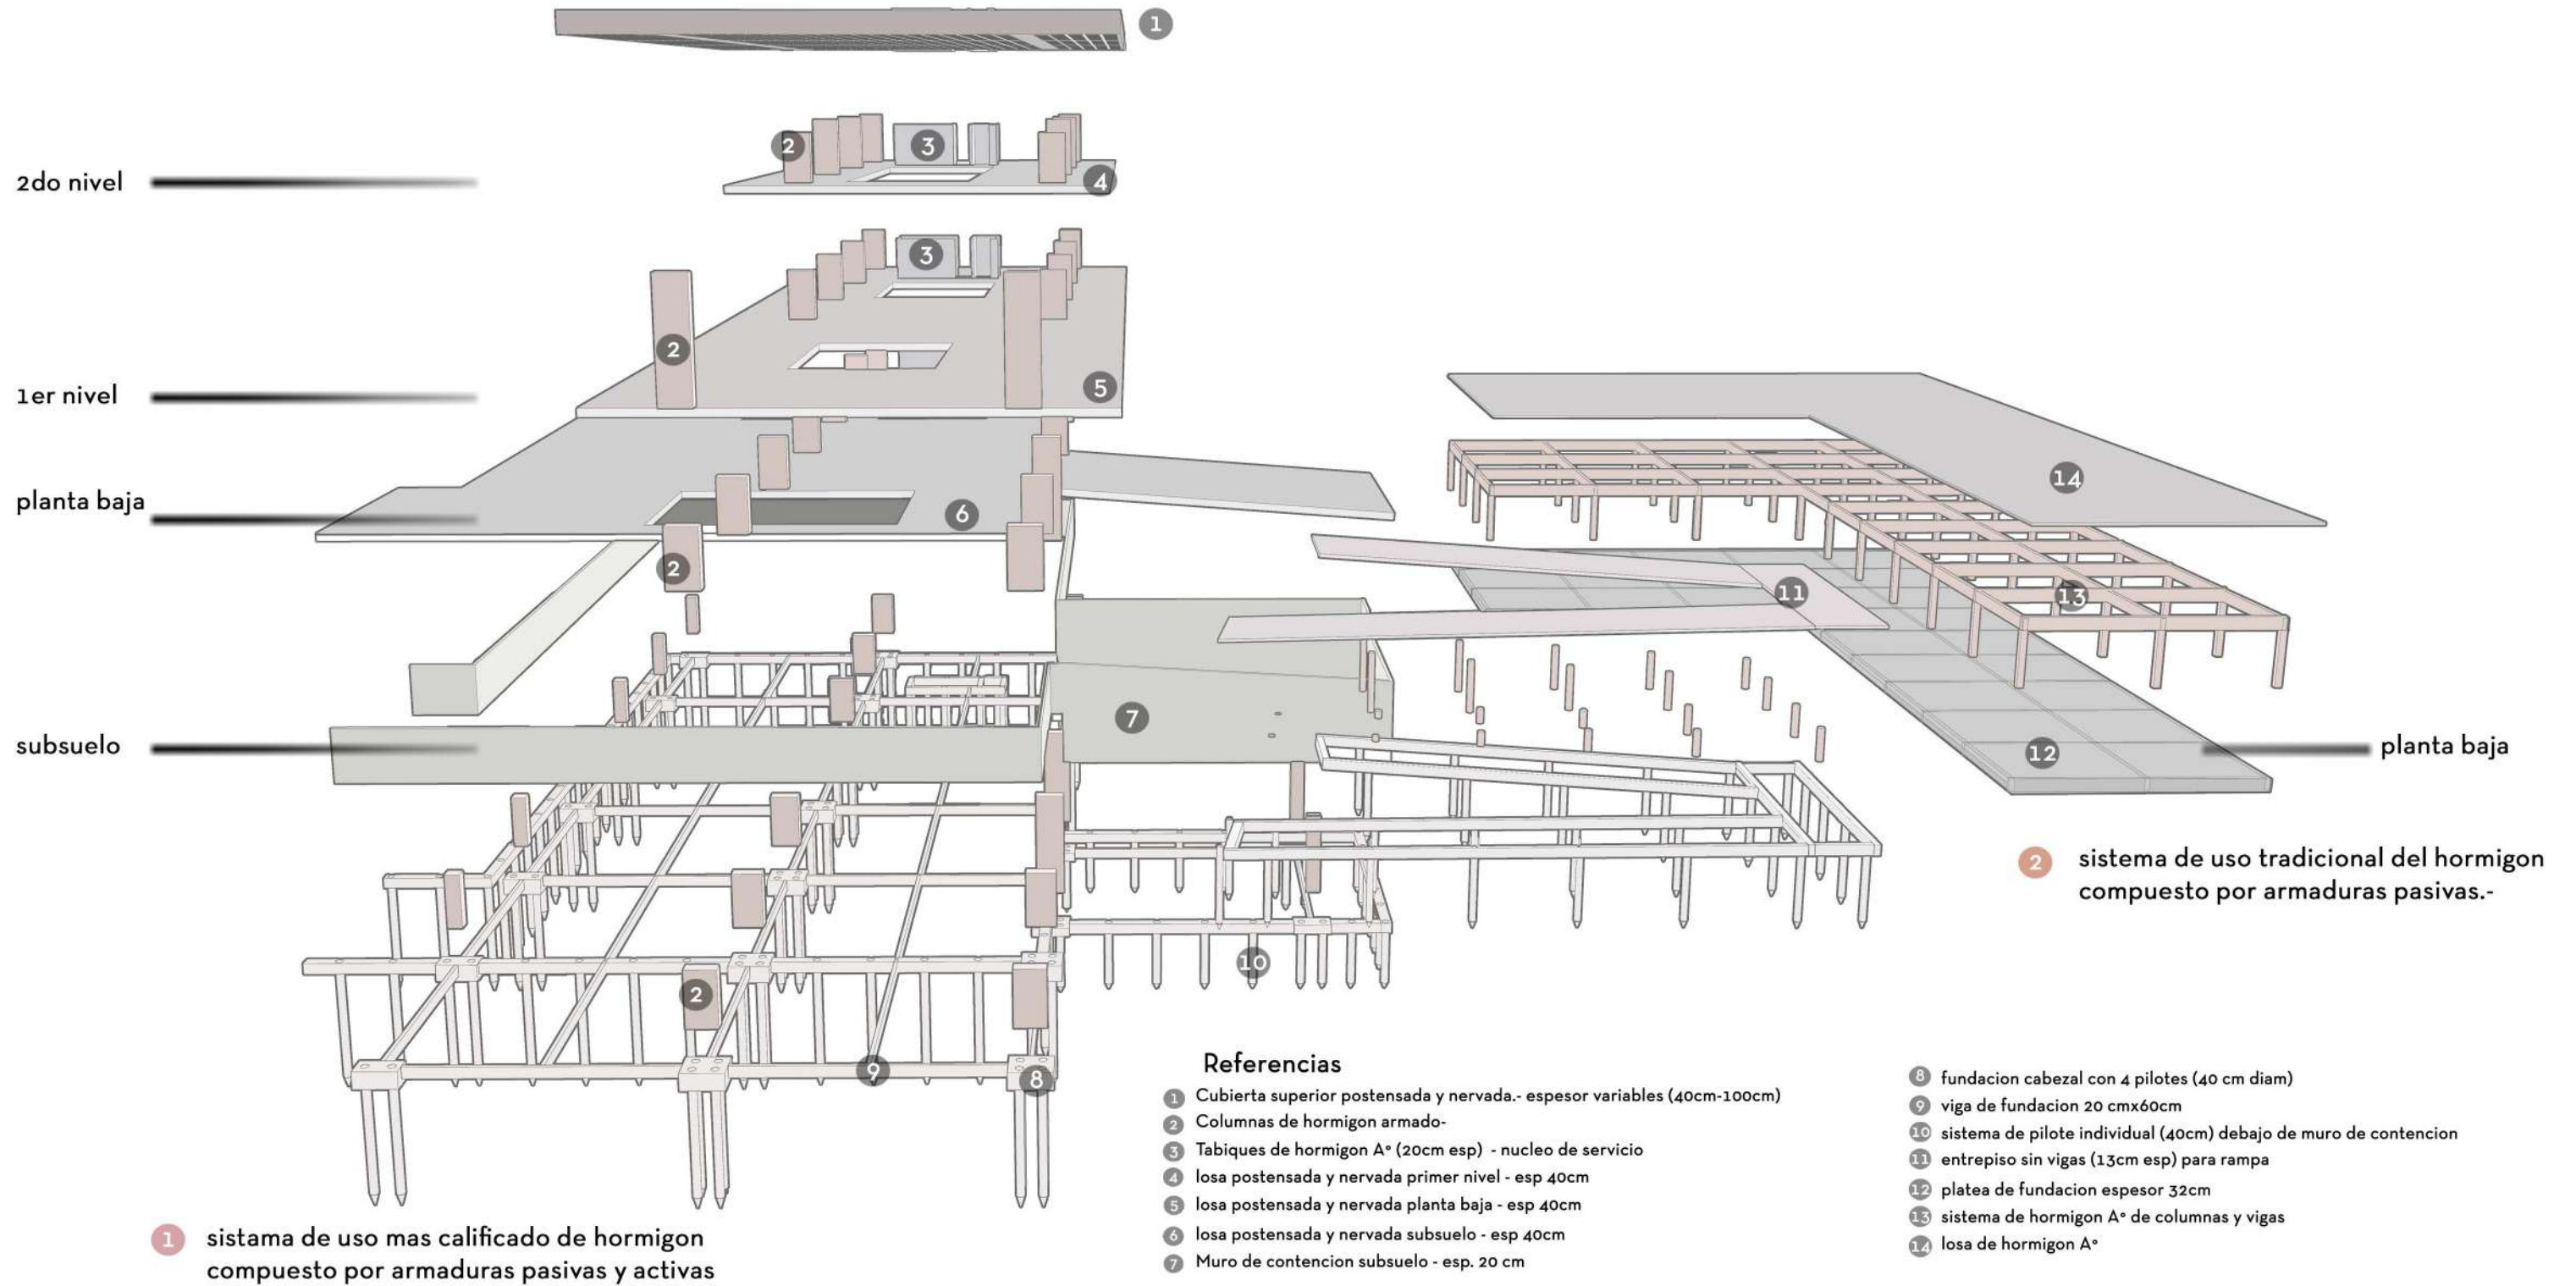 1
2
3
2do nivel
4
3
2
1er nivel
5
14
planta baja
6
2
11
13
subsuelo
7
12
planta baja
2 sistema de uso tradicional del hormigon
compuesto por armaduras pasivas.-
10
2
9
8
Referencias
1 Cubierta superior postensada y nervada.- espesor variables (40cm-100cm)
2 Columnas de hormigon armado-
3 Tabiques de hormigon A° (20cm esp) - nucleo de servicio
4 losa postensada y nervada primer nivel - esp 40cm
5 losa postensada y nervada planta baja - esp 40cm
6 losa postensada y nervada subsuelo - esp 40cm
7 Muro de contencion subsuelo - esp. 20 cm
8 fundacion cabezal con 4 pilotes (40 cm diam)
9 viga de fundacion 20 cmx60cm
10 sistema de pilote individual (40cm) debajo de muro de contencion
11 entrepiso sin vigas (13cm esp) para rampa
12 platea de fundacion espesor 32cm
13 sistema de hormigon A° de columnas y vigas
14 losa de hormigon A°
1 sistama de uso mas calificado de hormigon
compuesto por armaduras pasivas y activas